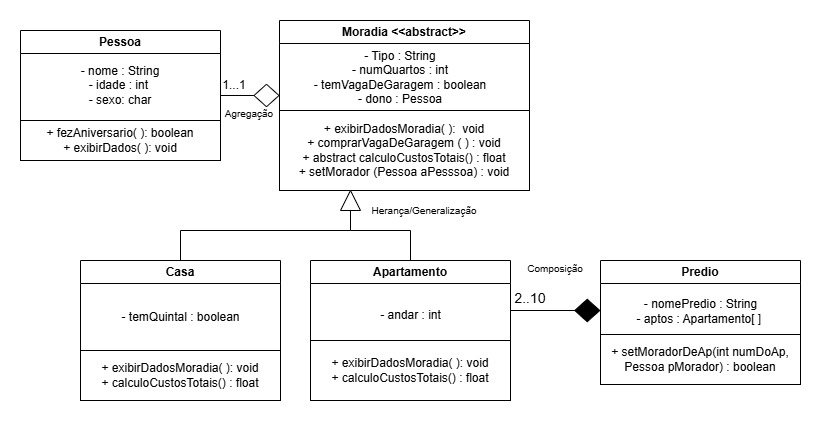 Pessoa
- nome : String
- idade : int
- sexo: char
+ fezAniversario( ): boolean
+ exibirDados( ): void
1...1
Agregação
Moradia <<abstract>>
- Tipo : String
- numQuartos : int
- temVagaDeGaragem : boolean
- dono : Pessoa
+ exibirDadosMoradia( ): void
+ comprarVagaDeGaragem ( ) : void
+ abstract calculoCustosTotais() : float
+ setMorador (Pessoa aPesssoa) : void
Herança/Generalização
Casa
- temQuintal : boolean
+ exibirDadosMoradia( ): void
+ calculoCustosTotais() : float
Apartamento
- andar : int
+ exibirDadosMoradia( ): void
+ calculoCustosTotais() : float
Composição
2..10
Predio
- nomePredio : String
- aptos : Apartamento[ ]
+ setMoradorDeAp(int numDoAp,
Pessoa pMorador) : boolean